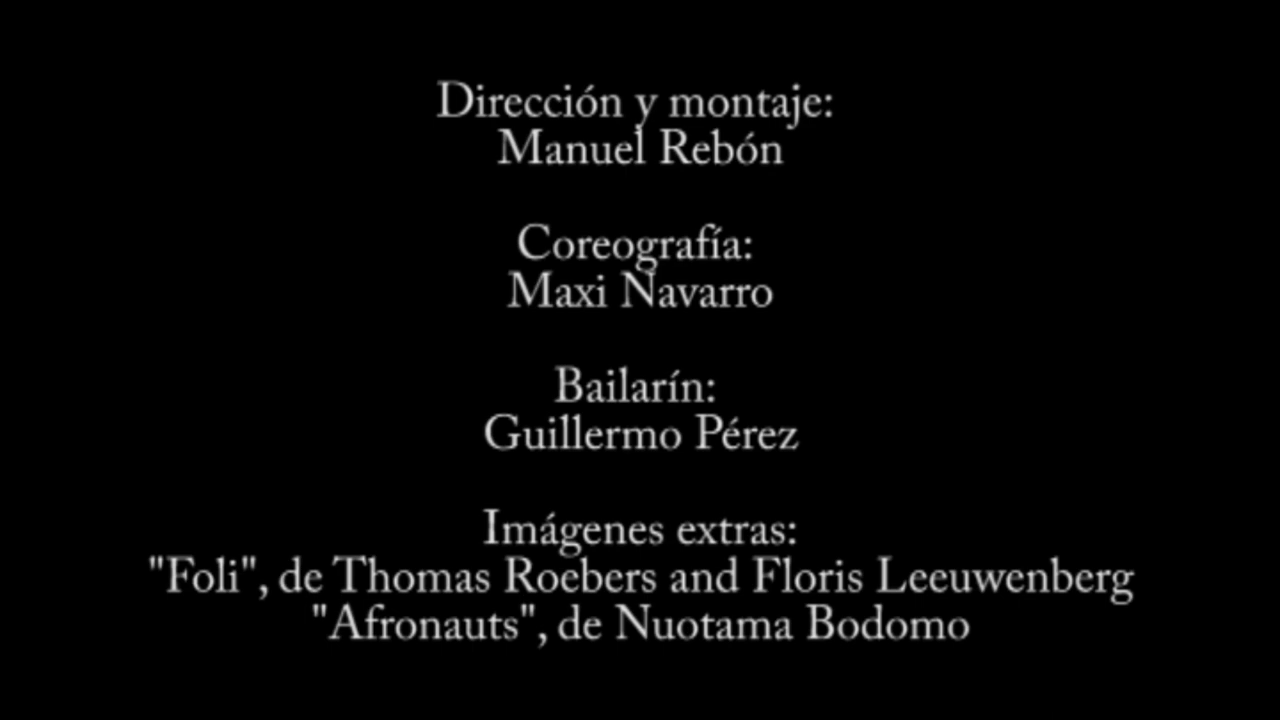 Dirección y montaje:
Manuel Rebón
Coreografía:
Maxi Navarro
Bailarín:
Guillermo Pérez
Imágenes extras:
"Foli", de Thomas Roebers and Floris Leeuwenberg
"Afronauts", de Nuotama Bodomo